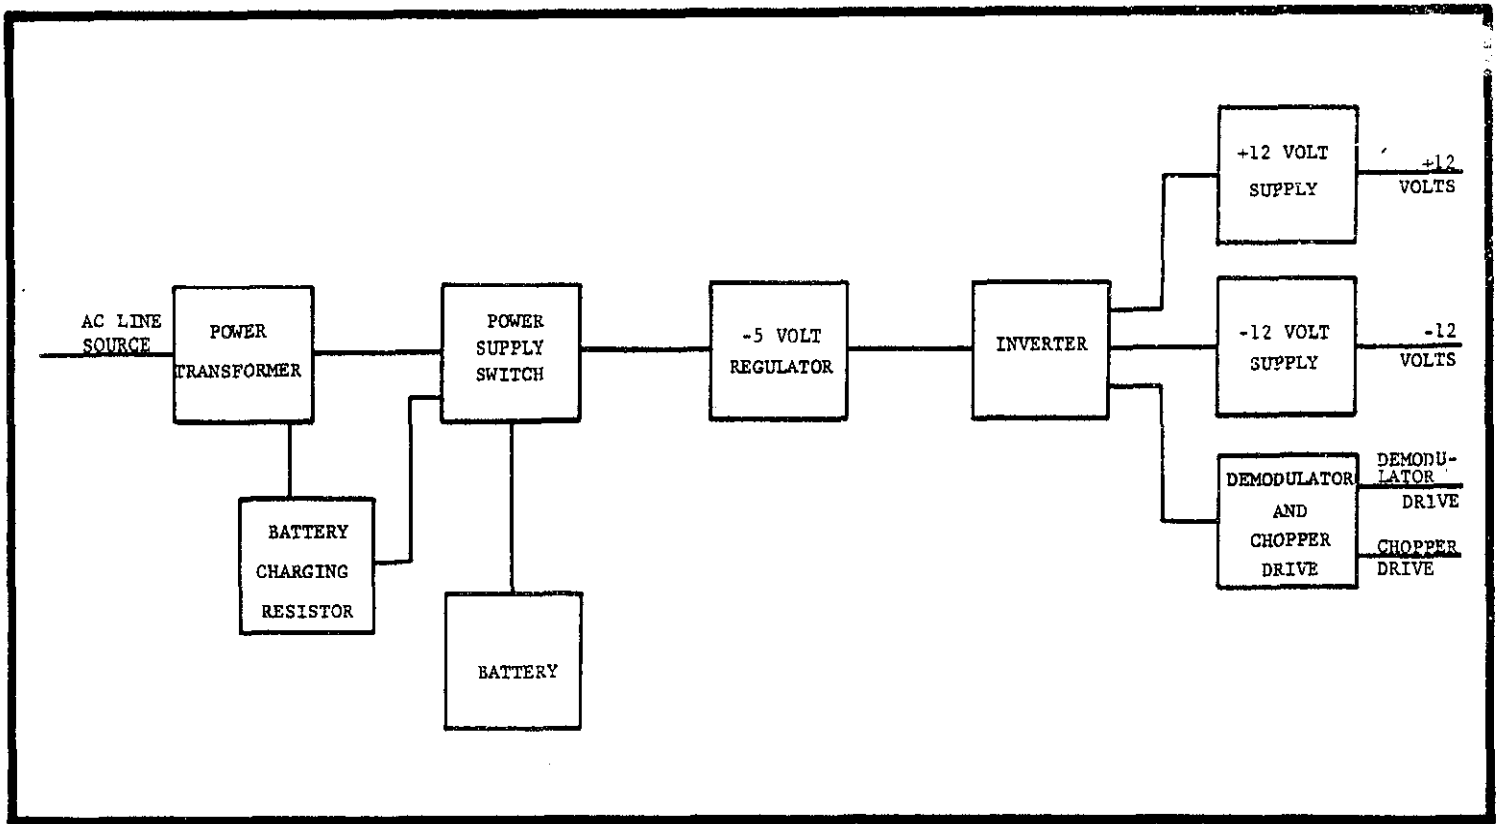 AC LINE
SOURCE
POWER
TRANSFORMER
BATTERY
CHARGING
RESISTOR
POWER
SUPPLY
SWITCH
BATTERY
-5 VOLT
REGULATOR
INVERTER
+12 VOLT
SUPPLY
+12
VOLTS
-12 VOLT
SUPPLY
-12
VOLTS
DEMODULATOR
AND
CHOPPER
DRIVE
DEMODU-
LATOR
DRIVE
CHOPPER
DRIVE